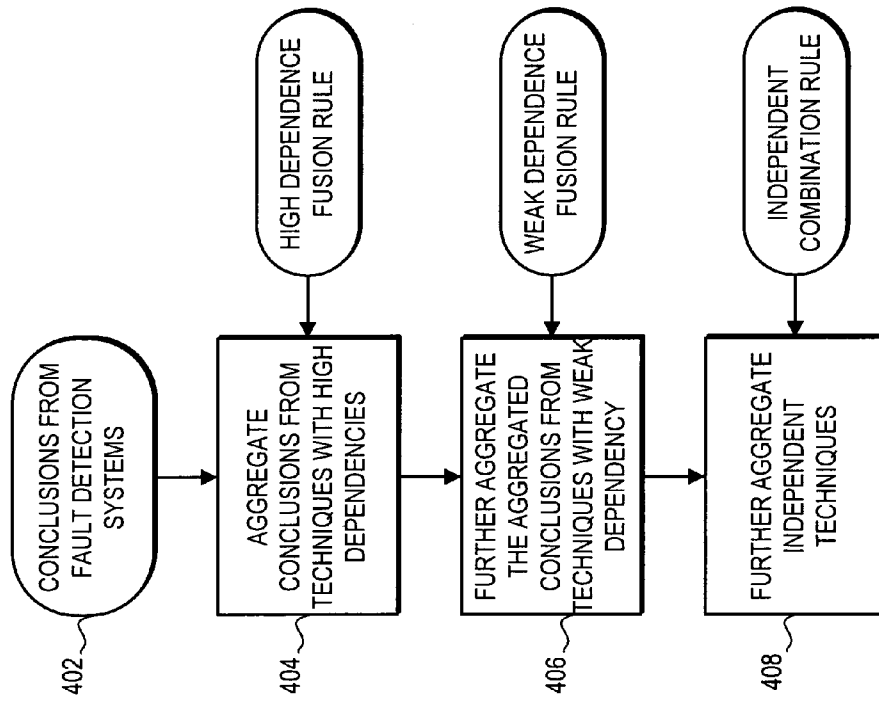 CONCLUSIONS FROM
FAULT DETECTION
SYSTEMS
402
AGGREGATE
CONCLUSIONS FROM
TECHNIQUES WITH HIGH
DEPENDENCIES
404
HIGH DEPENDENCE
FUSION RULE
FURTHER AGGREGATE
THE AGGREGATED
CONCLUSIONS FROM
TECHNIQUES WITH WEAK
DEPENDENCY
406
WEAK DEPENDENCE
FUSION RULE
FURTHER AGGREGATE
INDEPENDENT
TECHNIQUES
408
INDEPENDENT
COMBINATION RULE